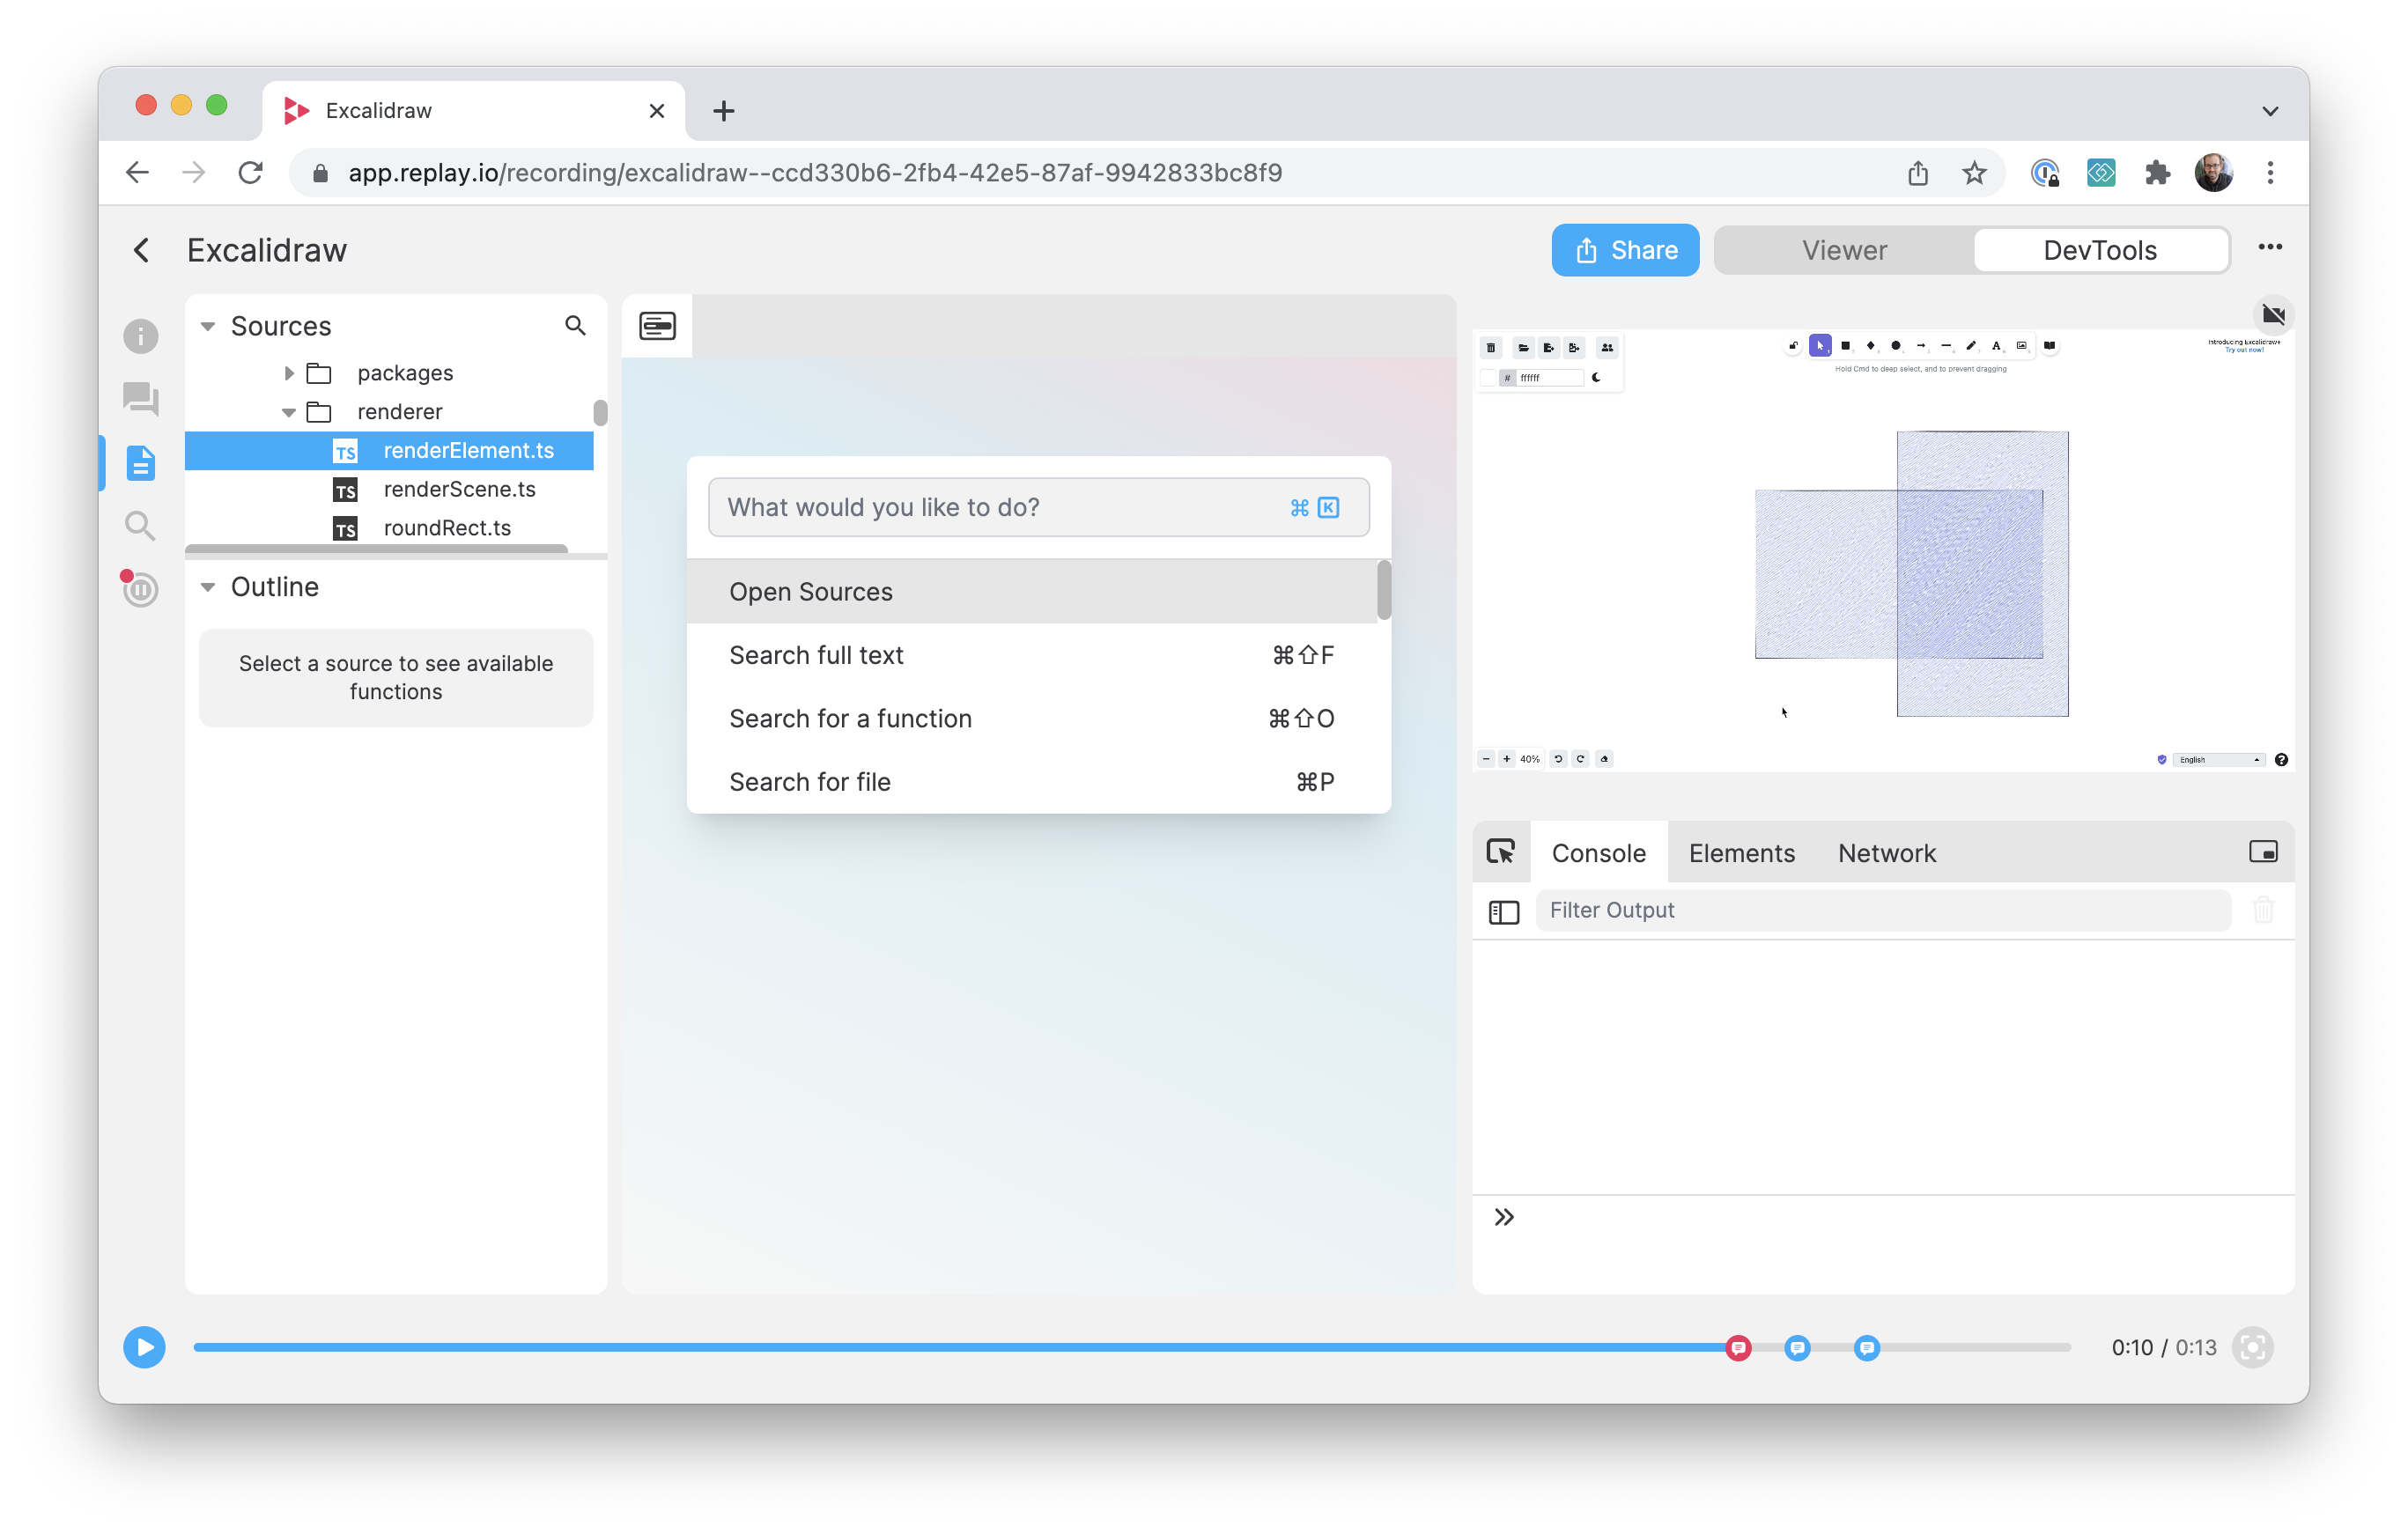 Excalidraw
app.replay.io/recording/excalidraw--ccd330b6-2fb4-42e5-87af-9942833bc8f9
Excalidraw
Share
Viewer
DevTools
Sources
packages
renderer
TS renderElement.ts
TS renderScene.ts
TS roundRect.ts
Outline
Select a source to see available
functions
What would you like to do? ⌘ K
Open Sources
Search full text ⌘⇧F
Search for a function ⌘⇧O
Search for file ⌘P
# ffffff
A
Hold Cmd to deep select, and to prevent dragging
Introducing Excalidraw+
Try out now!
− + 40%
English
?
Console
Elements
Network
Filter Output
0:10 / 0:13